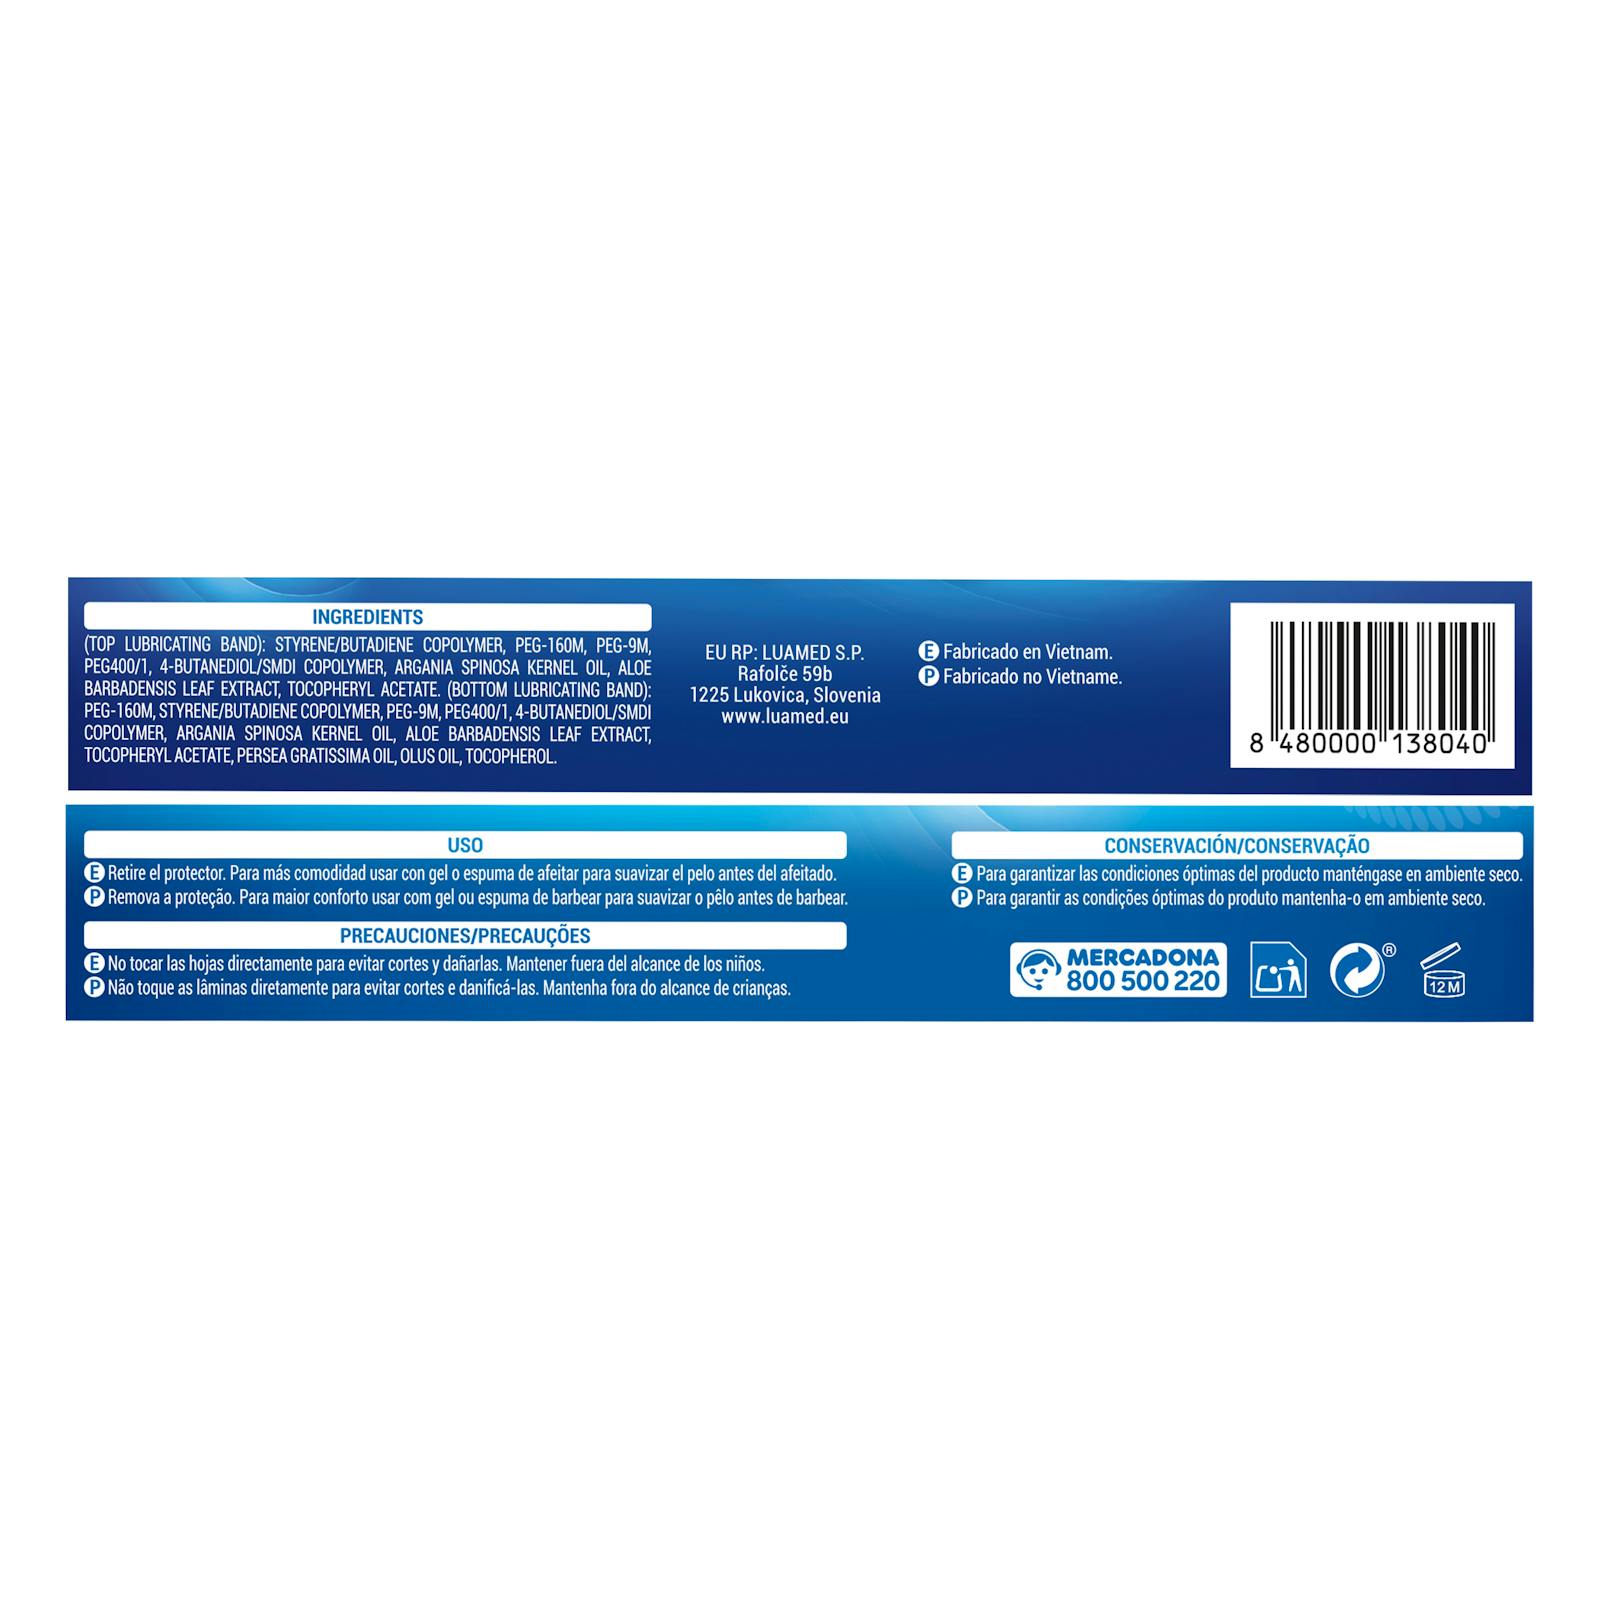 INGREDIENTS
(TOP LUBRICATING BAND): STYRENE/BUTADIENE COPOLYMER, PEG-160M, PEG-9M,
PEG400/1, 4-BUTANEDIOL/SMDI COPOLYMER, ARGANIA SPINOSA KERNEL OIL, ALOE
BARBADENSIS LEAF EXTRACT, TOCOPHERYL ACETATE. (BOTTOM LUBRICATING BAND):
PEG-160M, STYRENE/BUTADIENE COPOLYMER, PEG-9M, PEG400/1, 4-BUTANEDIOL/SMDI
COPOLYMER, ARGANIA SPINOSA KERNEL OIL, ALOE BARBADENSIS LEAF EXTRACT,
TOCOPHERYL ACETATE, PERSEA GRATISSIMA OIL, OLUS OIL, TOCOPHEROL.
EU RP: LUAMED S.P.
Rafolče 59b
1225 Lukovica, Slovenia
www.luamed.eu
E Fabricado en Vietnam.
P Fabricado no Vietname.
8 480000 138040
USO
E Retire el protector. Para más comodidad usar con gel o espuma de afeitar para suavizar el pelo antes del afeitado.
P Remova a proteção. Para maior conforto usar com gel ou espuma de barbear para suavizar o pêlo antes de barbear.
PRECAUCIONES/PRECAUÇÕES
E No tocar las hojas directamente para evitar cortes y dañarlas. Mantener fuera del alcance de los niños.
P Não toque as lâminas diretamente para evitar cortes e danificá-las. Mantenha fora do alcance de crianças.
CONSERVACIÓN/CONSERVAÇÃO
E Para garantizar las condiciones óptimas del producto manténgase en ambiente seco.
P Para garantir as condições óptimas do produto mantenha-o em ambiente seco.
MERCADONA
800 500 220
®
12 M